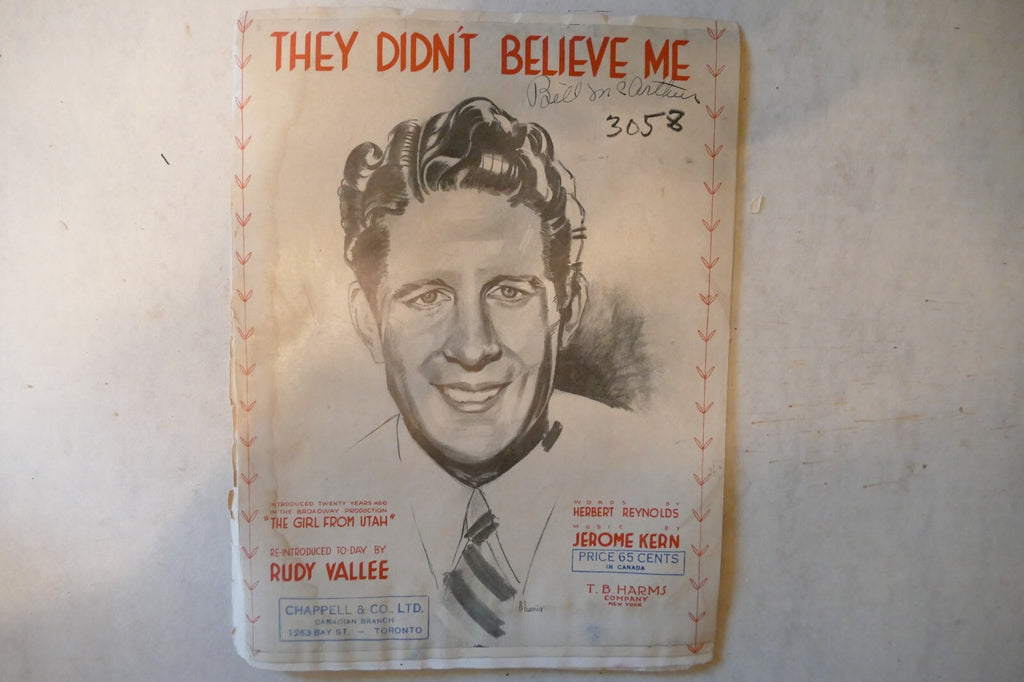 THEY DIDN'T BELIEVE ME
Bill McArthur
3058
INTRODUCED TWENTY YEARS AGO
IN THE BROADWAY PRODUCTION
"THE GIRL FROM UTAH"
RE-INTRODUCED TO-DAY BY
RUDY VALLEE
CHAPPELL & CO., LTD.
CANADIAN BRANCH
1263 BAY ST. – TORONTO
WORDS BY
HERBERT REYNOLDS
MUSIC BY
JEROME KERN
PRICE 65 CENTS
IN CANADA
T. B. HARMS
COMPANY
NEW YORK